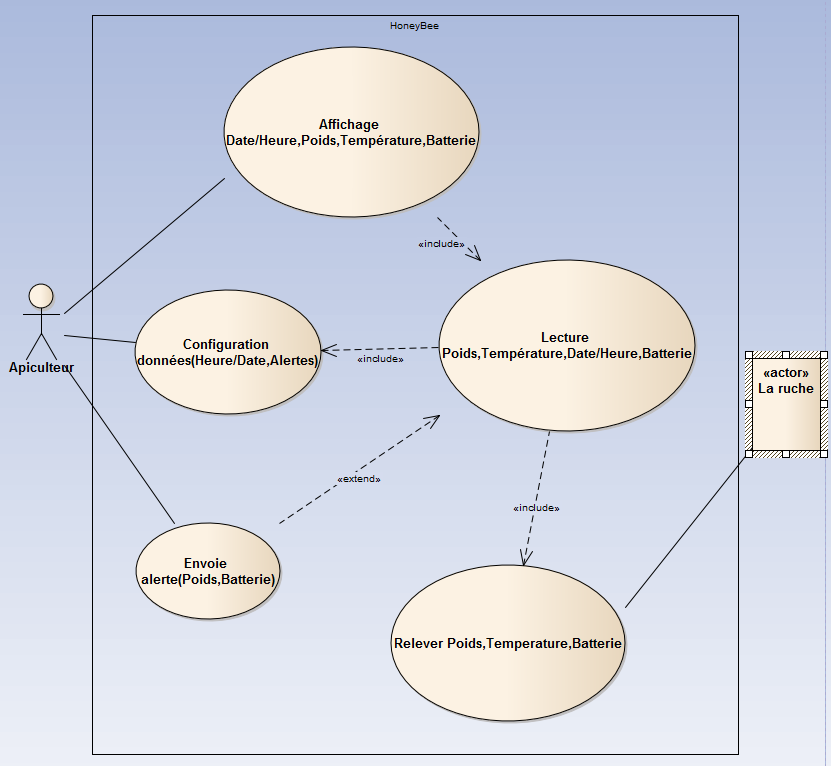 HoneyBee
Affichage
Date/Heure,Poids,Température,Batterie
«include»
Lecture
Poids,Température,Date/Heure,Batterie
Configuration
données(Heure/Date,Alertes)
«include»
Apiculteur
«actor»
La ruche
«extend»
«include»
Envoie
alerte(Poids,Batterie)
Relever Poids,Temperature,Batterie